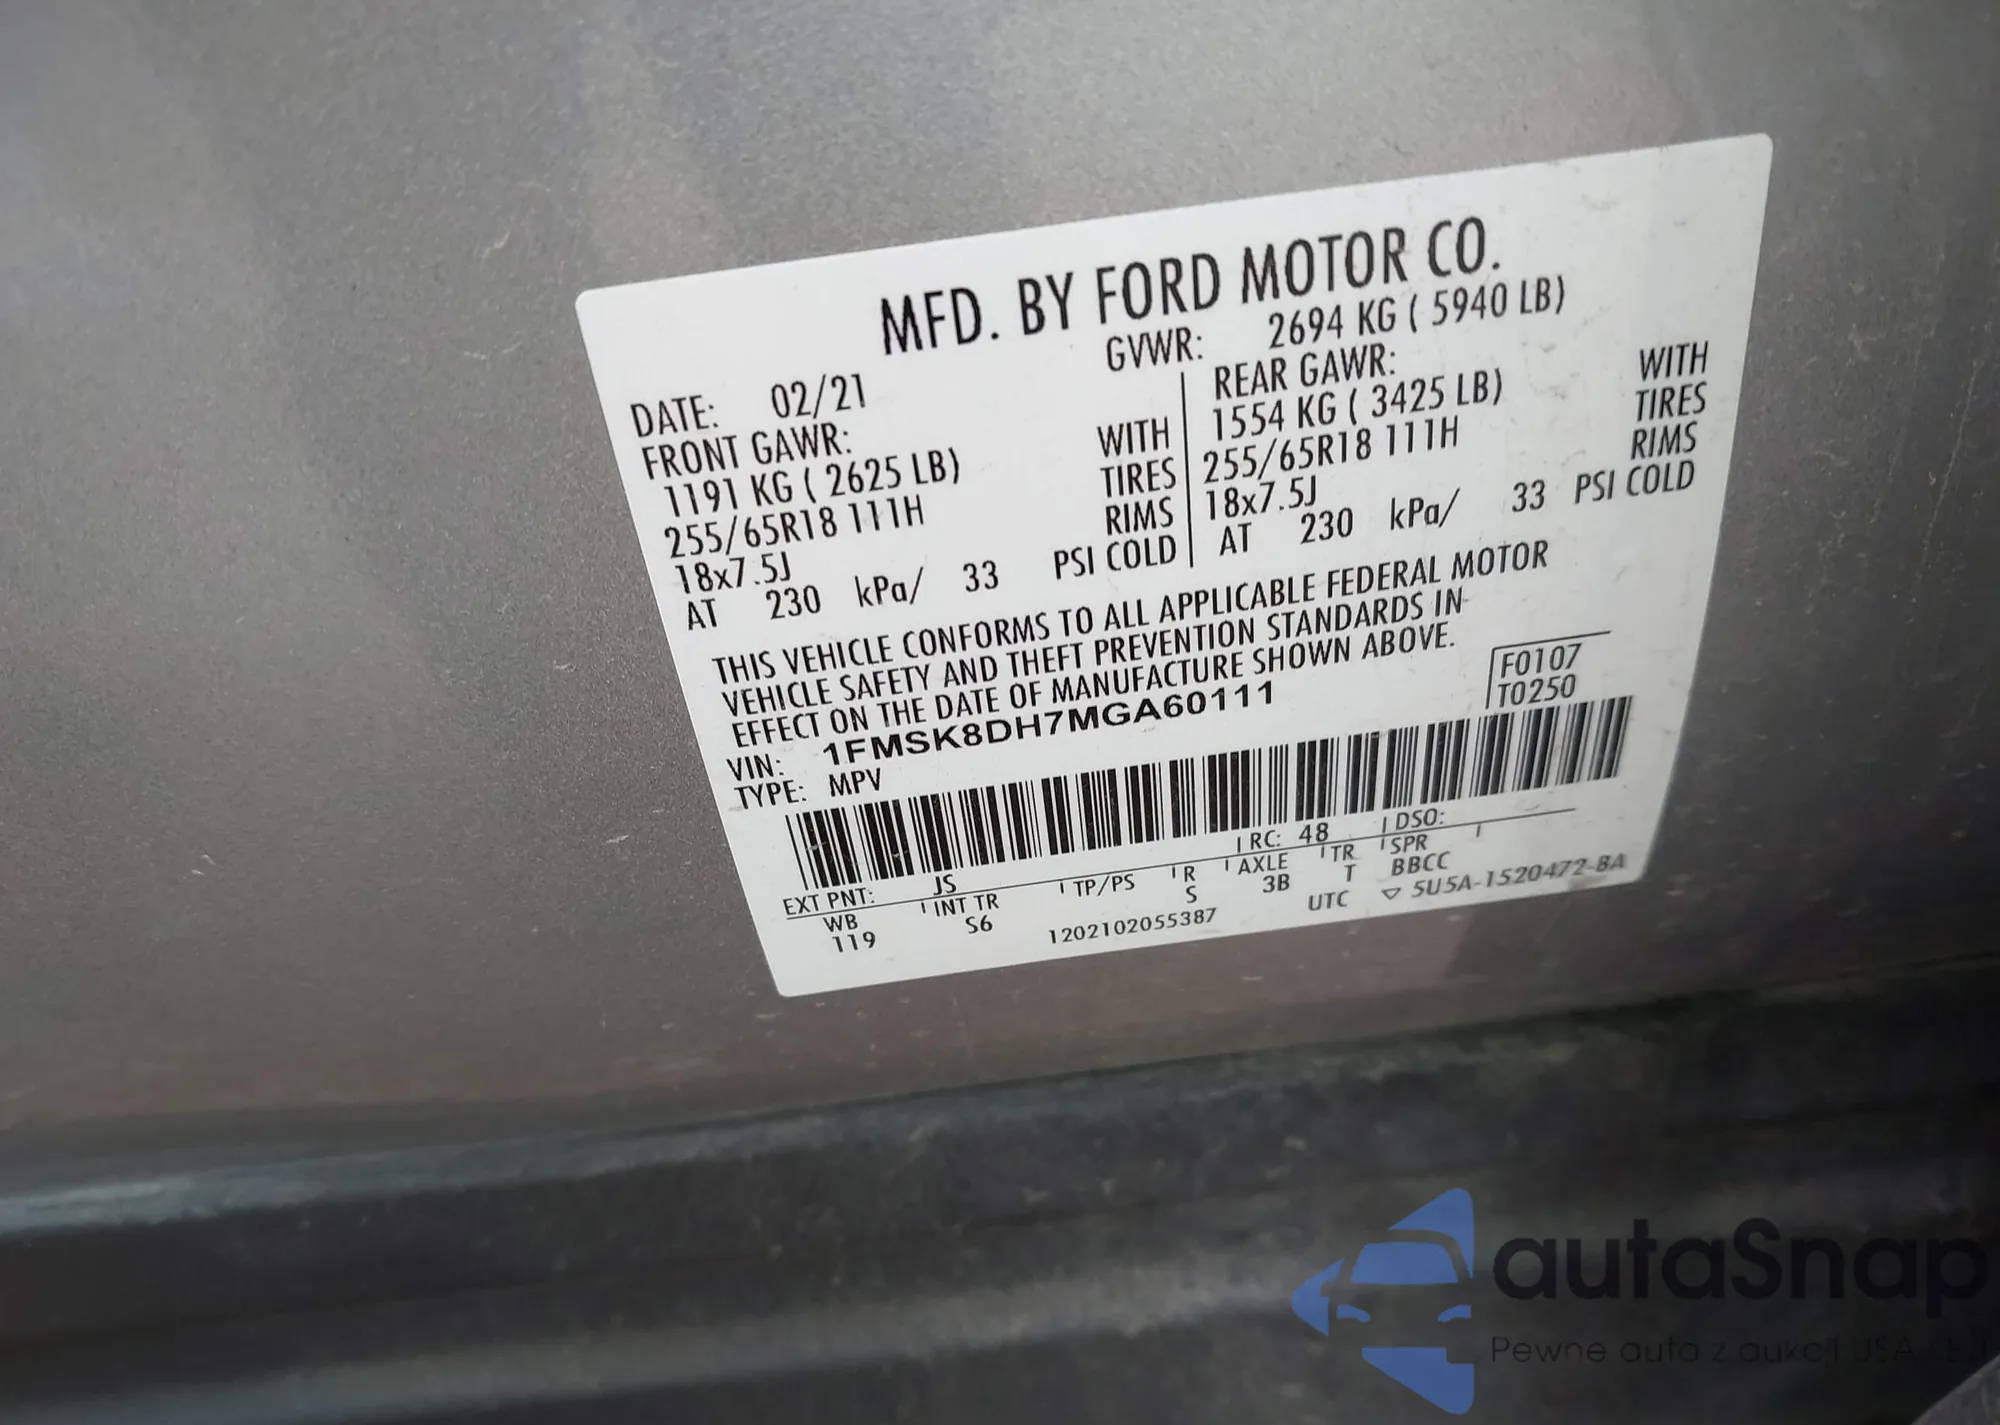 MFD. BY FORD MOTOR CO.
DATE: 02/21 GVWR: 2694 KG ( 5940 LB)
FRONT GAWR: REAR GAWR:
1191 KG ( 2625 LB) WITH 1554 KG ( 3425 LB) WITH
255/65R18 111H TIRES 255/65R18 111H TIRES
18x7.5J RIMS 18x7.5J RIMS
AT 230 kPa/ 33 PSI COLD AT 230 kPa/ 33 PSI COLD
THIS VEHICLE CONFORMS TO ALL APPLICABLE FEDERAL MOTOR
VEHICLE SAFETY AND THEFT PREVENTION STANDARDS IN
EFFECT ON THE DATE OF MANUFACTURE SHOWN ABOVE.
VIN: 1FMSK8DH7MGA60111 F0107
TYPE: MPV T0250
EXT PNT: JS RC: 48 DSO:
WB INT TR TP/PS R AXLE TR SPR
119 S6 S 3B T BBCC
1202102055387 UTC 5U5A-1520472-BA
autaSnap
Pewne auta z aukcji USA